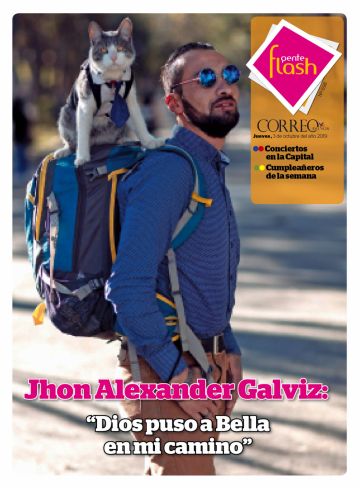 gente
flash
CORREO
Jueves, 3 de octubre del año 2019
Conciertos
en la Capital
Cumpleañeros
de la semana
Jhon Alexander Galviz:
“Dios puso a Bella
en mi camino”